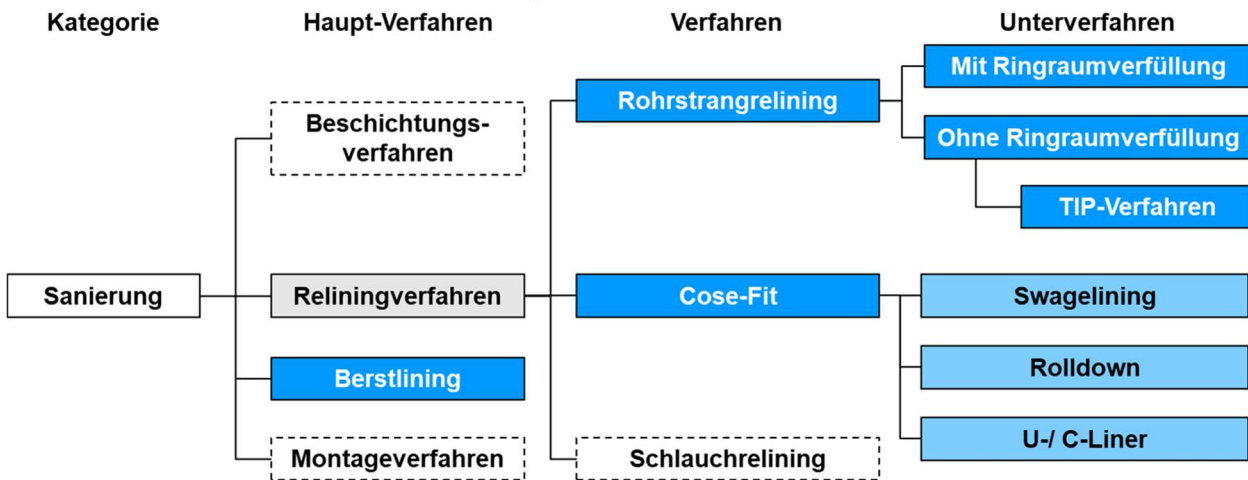 Kategorie
Haupt-Verfahren
Verfahren
Unterverfahren
Mit Ringraumverfüllung
Rohrstrangrelining
Beschichtungs-
verfahren
Ohne Ringraumverfüllung
TIP-Verfahren
Sanierung
Reliningverfahren
Cose-Fit
Swagelining
Berstlining
Rolldown
U-/ C-Liner
Montageverfahren
Schlauchrelining